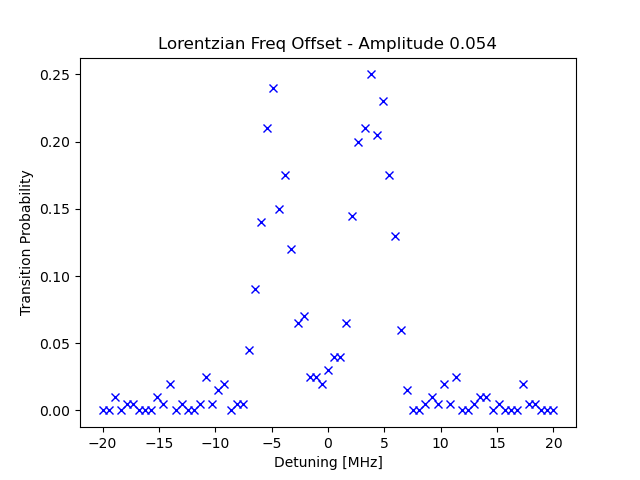 Lorentzian Freq Offset - Amplitude 0.054
Transition Probability
0.25
0.20
0.15
0.10
0.05
0.00
−20 −15 −10 −5 0 5 10 15 20
Detuning [MHz]